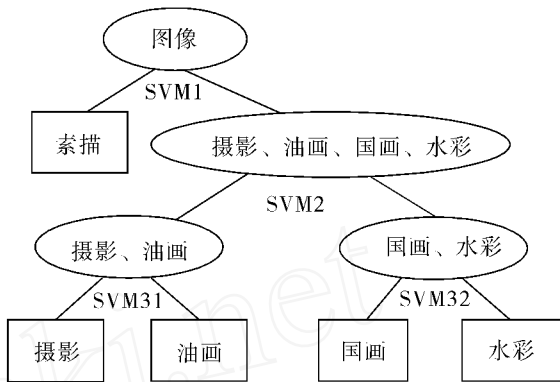 图像
SVM1
素描
摄影、油画、国画、水彩
SVM2
摄影、油画
国画、水彩
SVM31
SVM32
摄影
油画
国画
水彩